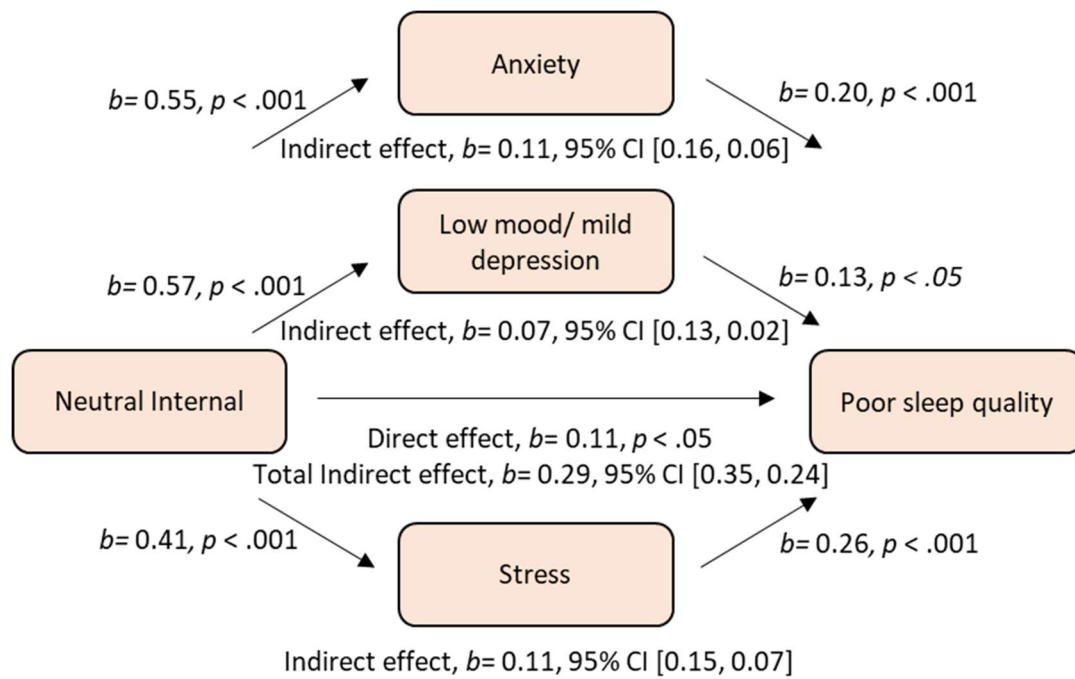 Anxiety
b= 0.55, p < .001
b= 0.20, p < .001
Indirect effect, b= 0.11, 95% CI [0.16, 0.06]
Low mood/ mild
depression
b= 0.57, p < .001
b= 0.13, p < .05
Indirect effect, b= 0.07, 95% CI [0.13, 0.02]
Neutral Internal
Poor sleep quality
Direct effect, b= 0.11, p < .05
Total Indirect effect, b= 0.29, 95% CI [0.35, 0.24]
b= 0.41, p < .001
b= 0.26, p < .001
Stress
Indirect effect, b= 0.11, 95% CI [0.15, 0.07]